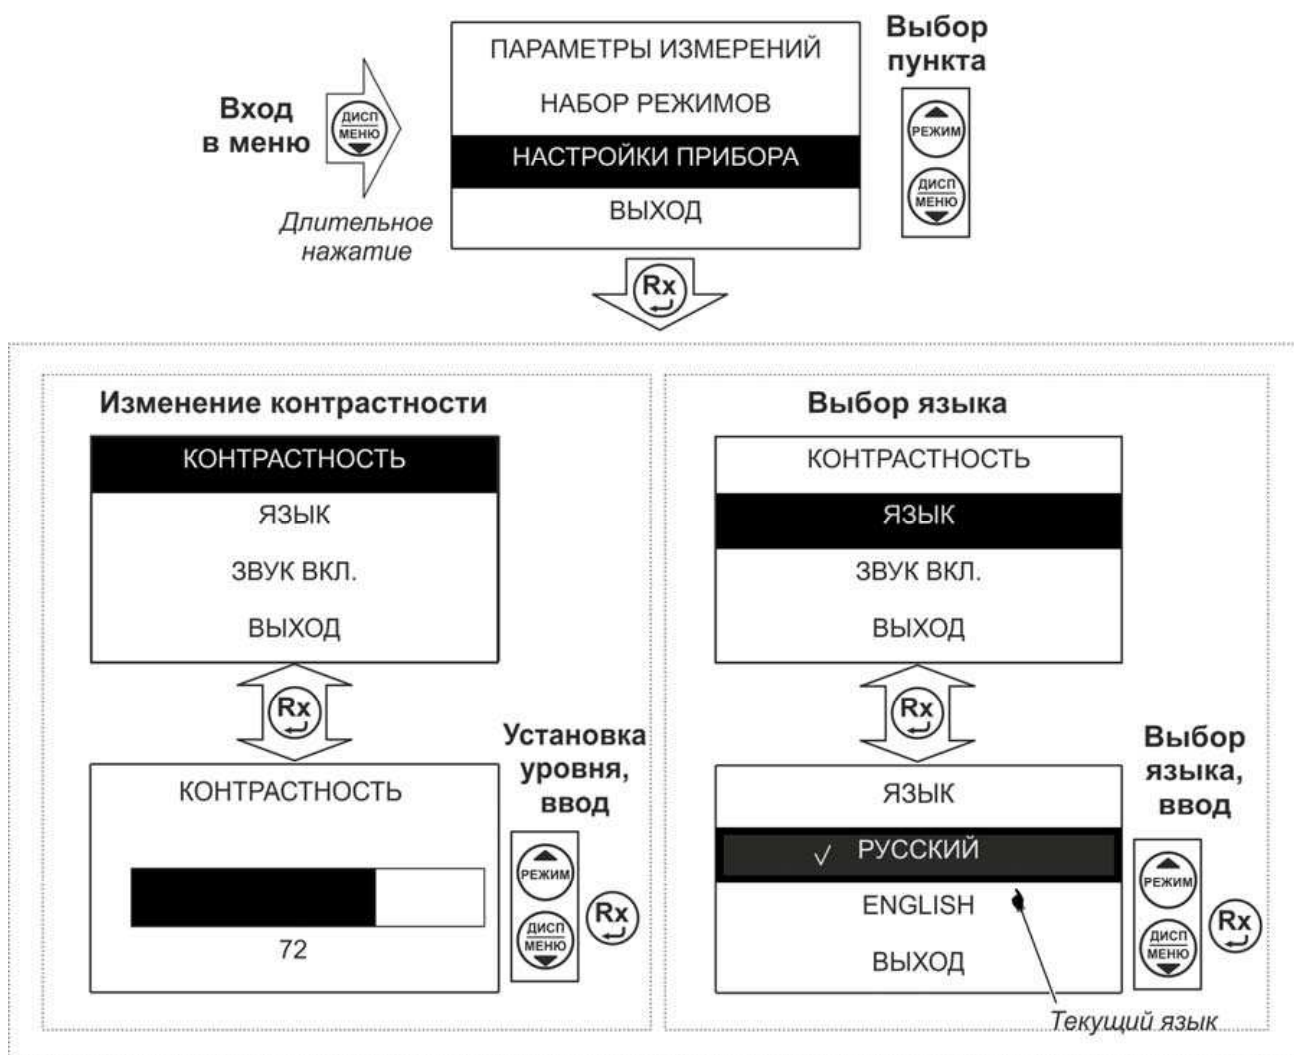 Вход
в меню
ДИСП
МЕНЮ
Длительное
нажатие
ПАРАМЕТРЫ ИЗМЕРЕНИЙ
НАБОР РЕЖИМОВ
НАСТРОЙКИ ПРИБОРА
ВЫХОД
Выбор
пункта
РЕЖИМ
ДИСП
МЕНЮ
Rx
Изменение контрастности
КОНТРАСТНОСТЬ
ЯЗЫК
ЗВУК ВКЛ.
ВЫХОД
Rx
КОНТРАСТНОСТЬ
72
Установка
уровня,
ввод
РЕЖИМ
ДИСП
МЕНЮ
Rx
Выбор языка
КОНТРАСТНОСТЬ
ЯЗЫК
ЗВУК ВКЛ.
ВЫХОД
Rx
ЯЗЫК
✓ РУССКИЙ
ENGLISH
ВЫХОД
Выбор
языка,
ввод
РЕЖИМ
ДИСП
МЕНЮ
Rx
Текущий язык